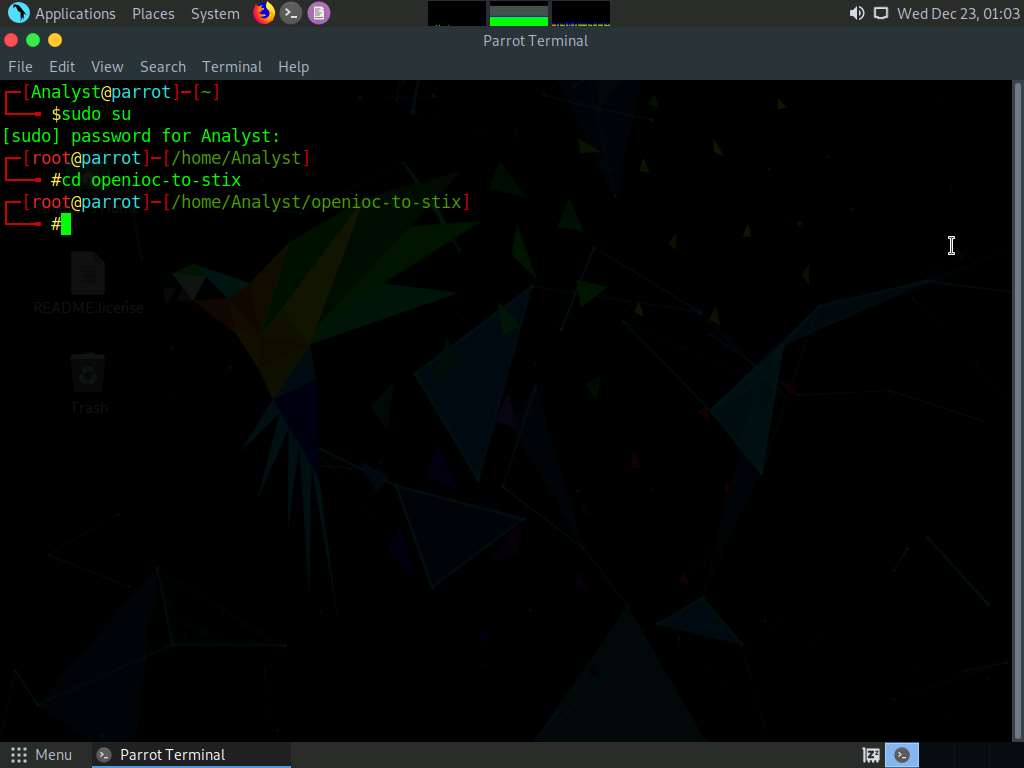 Applications Places System Wed Dec 23, 01:03
Parrot Terminal
File Edit View Search Terminal Help
┌─[Analyst@parrot]─[~]
└──╼ $sudo su
[sudo] password for Analyst:
┌─[root@parrot]─[/home/Analyst]
└──╼ #cd openioc-to-stix
┌─[root@parrot]─[/home/Analyst/openioc-to-stix]
└──╼ #
README.license
Trash
Menu Parrot Terminal